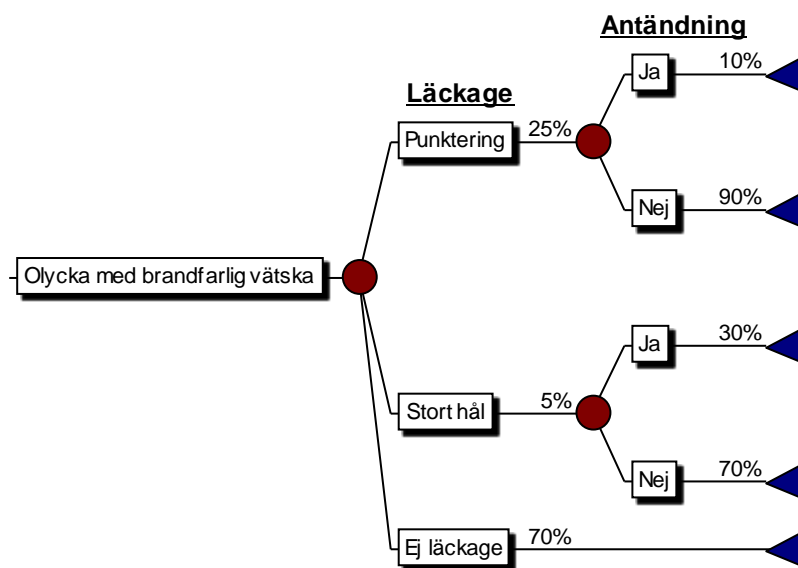 Antändning
Ja 10%
Läckage
Punktering 25%
Nej 90%
Olycka med brandfarlig vätska
Ja 30%
Stort hål 5%
Nej 70%
Ej läckage 70%